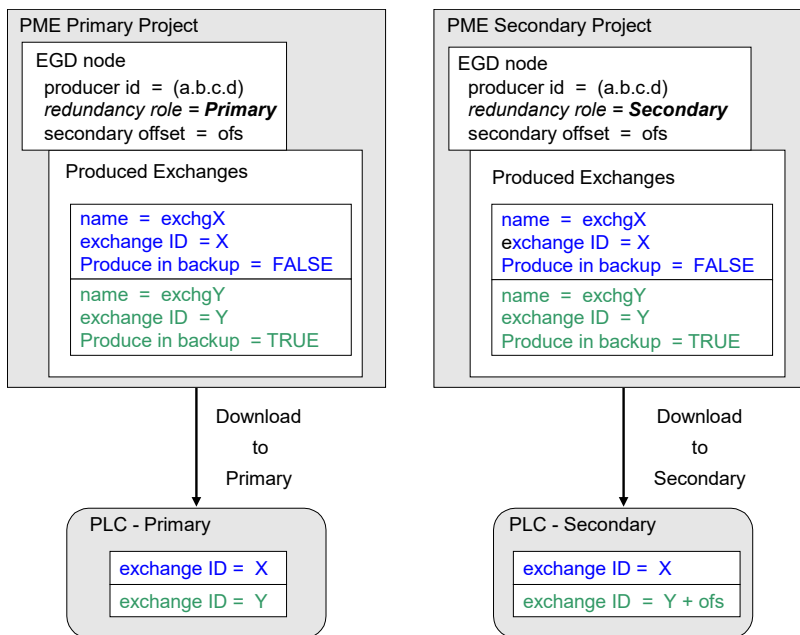 PME Primary Project
EGD node
producer id = (a.b.c.d)
redundancy role = Primary
secondary offset = ofs
Produced Exchanges
name = exchgX
exchange ID = X
Produce in backup = FALSE
name = exchgY
exchange ID = Y
Produce in backup = TRUE
Download
to
Primary
PLC - Primary
exchange ID = X
exchange ID = Y
PME Secondary Project
EGD node
producer id = (a.b.c.d)
redundancy role = Secondary
secondary offset = ofs
Produced Exchanges
name = exchgX
exchange ID = X
Produce in backup = FALSE
name = exchgY
exchange ID = Y
Produce in backup = TRUE
Download
to
Secondary
PLC - Secondary
exchange ID = X
exchange ID = Y + ofs